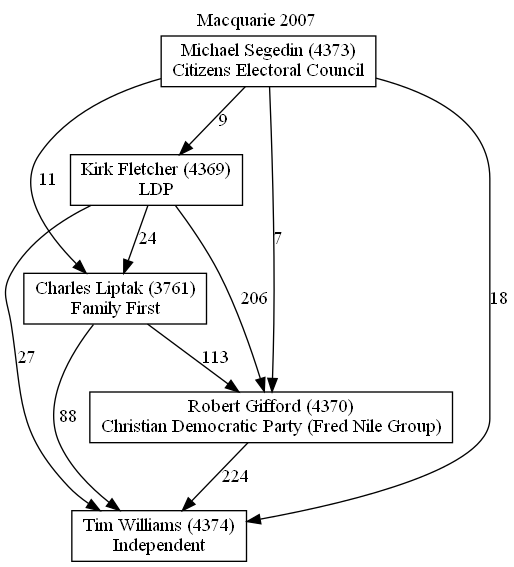 Macquarie 2007
Michael Segedin (4373)
Citizens Electoral Council
9
Kirk Fletcher (4369)
LDP
11
24
7
Charles Liptak (3761)
Family First
206
18
27
113
88
Robert Gifford (4370)
Christian Democratic Party (Fred Nile Group)
224
Tim Williams (4374)
Independent